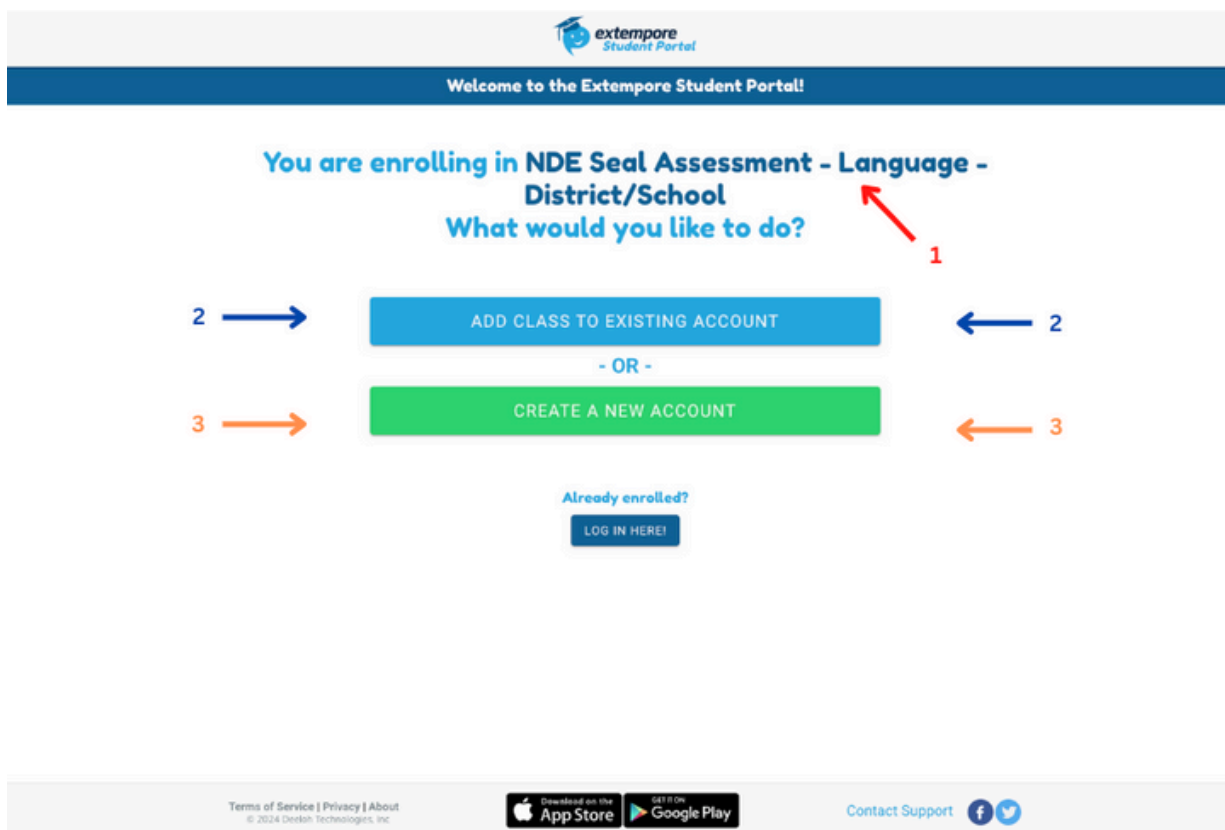 extempore
Student Portal
Welcome to the Extempore Student Portal!
You are enrolling in NDE Seal Assessment - Language -
District/School
What would you like to do?
1
2 ADD CLASS TO EXISTING ACCOUNT 2
- OR -
3 CREATE A NEW ACCOUNT 3
Already enrolled?
LOG IN HERE!
Terms of Service | Privacy | About
© 2024 Technologies, Inc
Download on the
App Store
GET IT ON
Google Play
Contact Support